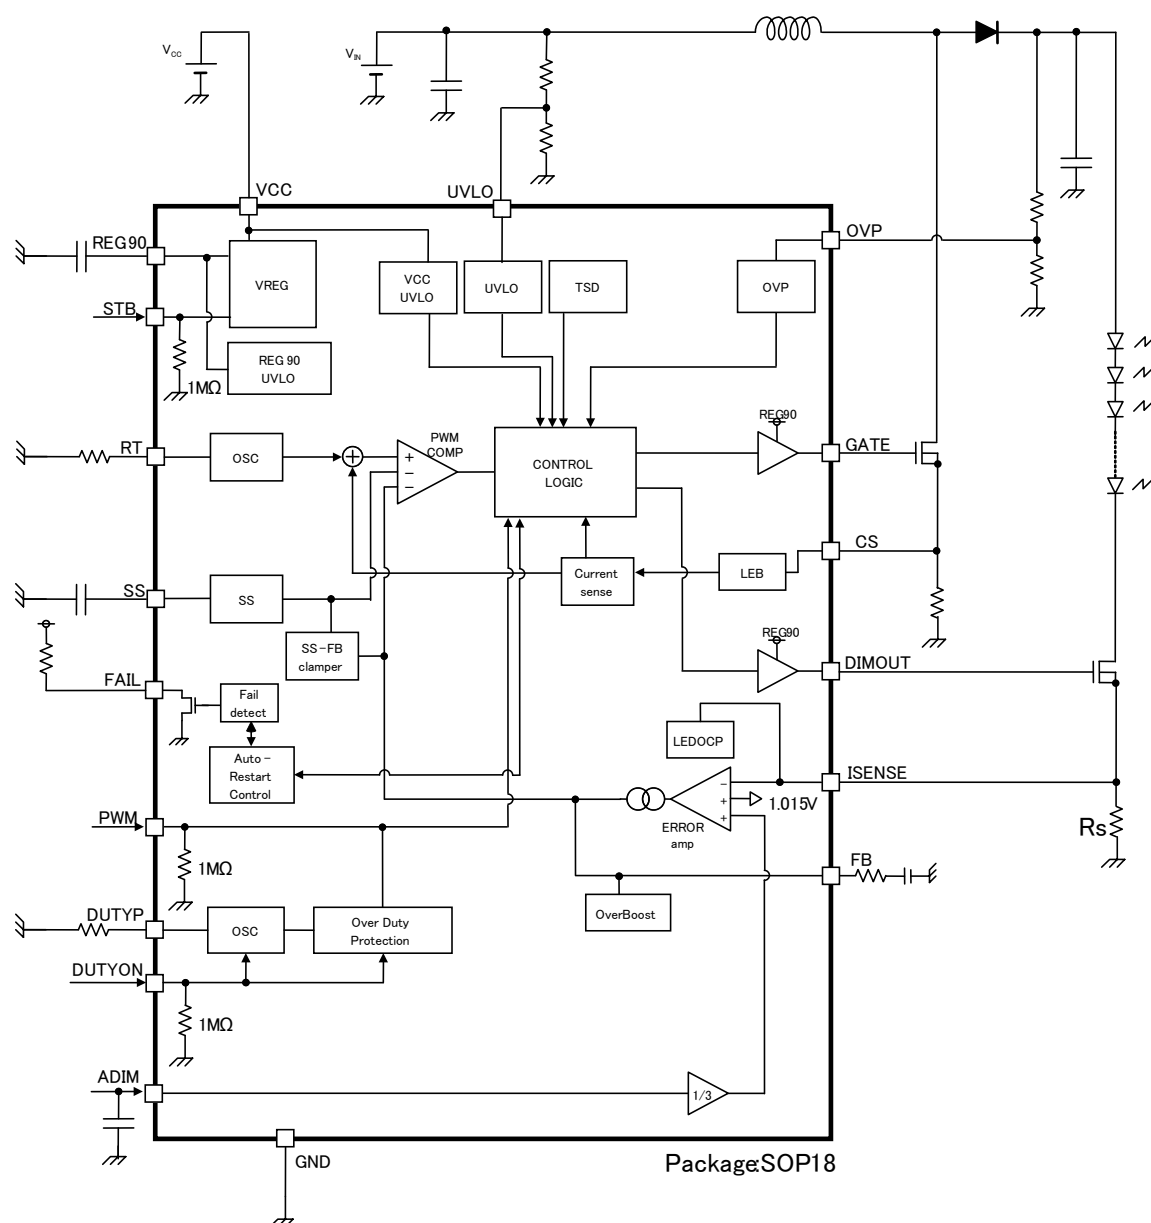 VCC
VIN
VCC
UVLO
REG90
OVP
VREG
VCC
UVLO
UVLO
TSD
OVP
STB
REG 90
UVLO
1MΩ
REG90
RT
OSC
+
−
−
PWM
COMP
CONTROL
LOGIC
GATE
CS
SS
SS
Current
sense
LEB
SS-FB
clamper
REG90
DIMOUT
FAIL
Fail
detect
LEDOCP
Auto-
Restart
Control
−
+
+
ERROR
amp
1.015V
ISENSE
PWM
Rs
1MΩ
FB
OverBoost
DUTYP
OSC
Over Duty
Protection
DUTYON
1MΩ
ADIM
1/3
GND
Package:SOP18